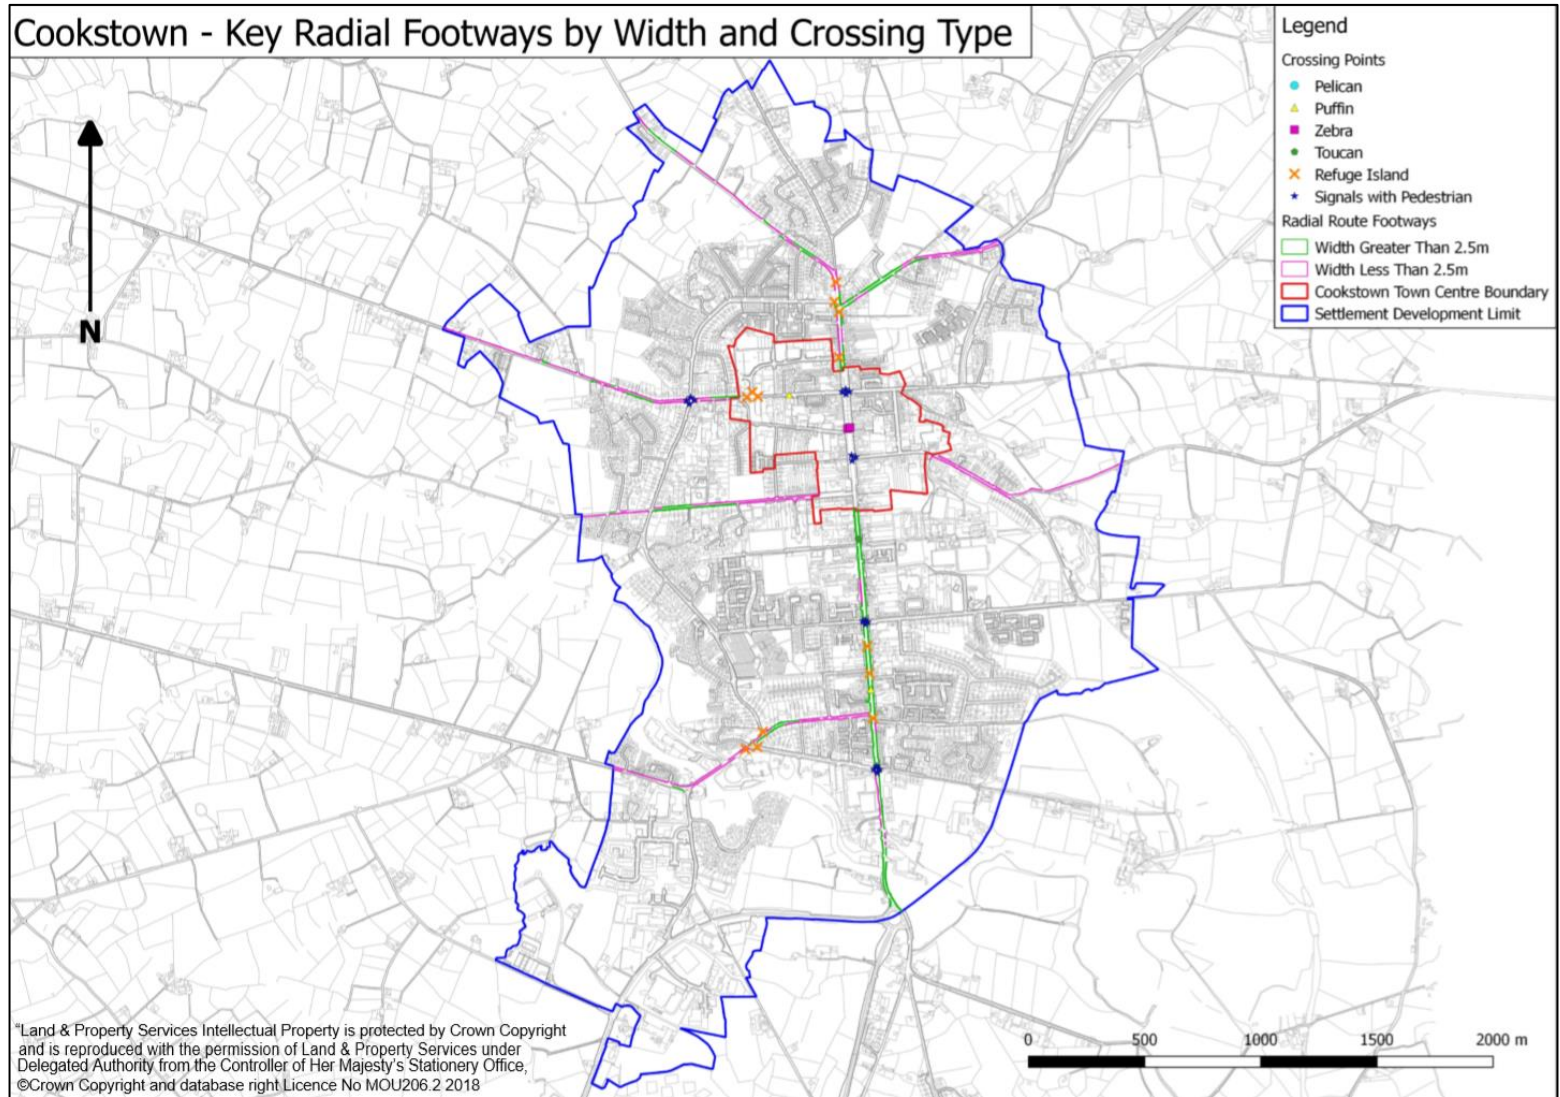 Cookstown - Key Radial Footways by Width and Crossing Type
Legend
Crossing Points
Pelican
Puffin
Zebra
Toucan
Refuge Island
Signals with Pedestrian
Radial Route Footways
Width Greater Than 2.5m
Width Less Than 2.5m
Cookstown Town Centre Boundary
Settlement Development Limit
N
"Land & Property Services Intellectual Property is protected by Crown Copyright
and is reproduced with the permission of Land & Property Services under
Delegated Authority from the Controller of Her Majesty's Stationery Office,
©Crown Copyright and database right Licence No MOU206.2 2018
0 500 1000 1500 2000 m